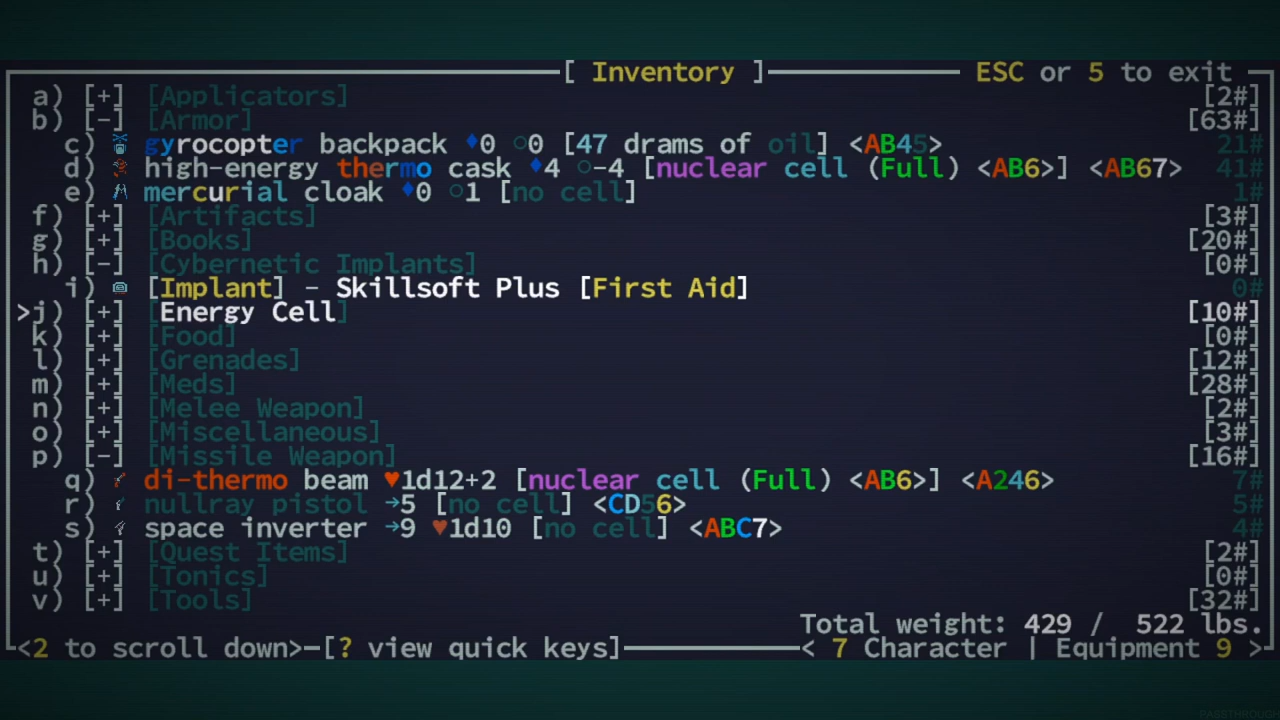 [ Inventory ] ESC or 5 to exit
a) [+] [Applicators] [2#]
b) [-] [Armor] [63#]
c) gyrocopter backpack ♦0 ○0 [47 drams of oil] <AB45> 21#
d) high-energy thermo cask ♦4 ○-4 [nuclear cell (Full) <AB6>] <AB67> 41#
e) mercurial cloak ♦0 ○1 [no cell] 1#
f) [+] [Artifacts] [3#]
g) [+] [Books] [20#]
h) [-] [Cybernetic Implants] [0#]
i) [Implant] - Skillsoft Plus [First Aid] 0#
>j) [+] [Energy Cell] [10#]
k) [+] [Food] [0#]
l) [+] [Grenades] [12#]
m) [+] [Meds] [28#]
n) [+] [Melee Weapon] [2#]
o) [+] [Miscellaneous] [3#]
p) [-] [Missile Weapon] [16#]
q) di-thermo beam ♥1d12+2 [nuclear cell (Full) <AB6>] <A246> 7#
r) nullray pistol →5 [no cell] <CD56> 5#
s) space inverter →9 ♥1d10 [no cell] <ABC7> 4#
t) [+] [Quest Items] [2#]
u) [+] [Tonics] [0#]
v) [+] [Tools] [32#]
Total weight: 429 / 522 lbs.
<2 to scroll down> [? view quick keys] < 7 Character | Equipment 9 >